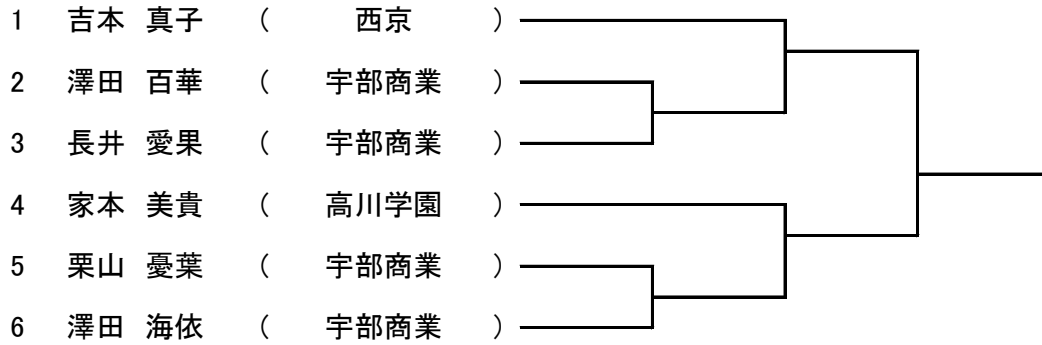 1 吉本 真子 ( 西京 )
2 澤田 百華 ( 宇部商業 )
3 長井 愛果 ( 宇部商業 )
4 家本 美貴 ( 高川学園 )
5 栗山 憂葉 ( 宇部商業 )
6 澤田 海依 ( 宇部商業 )